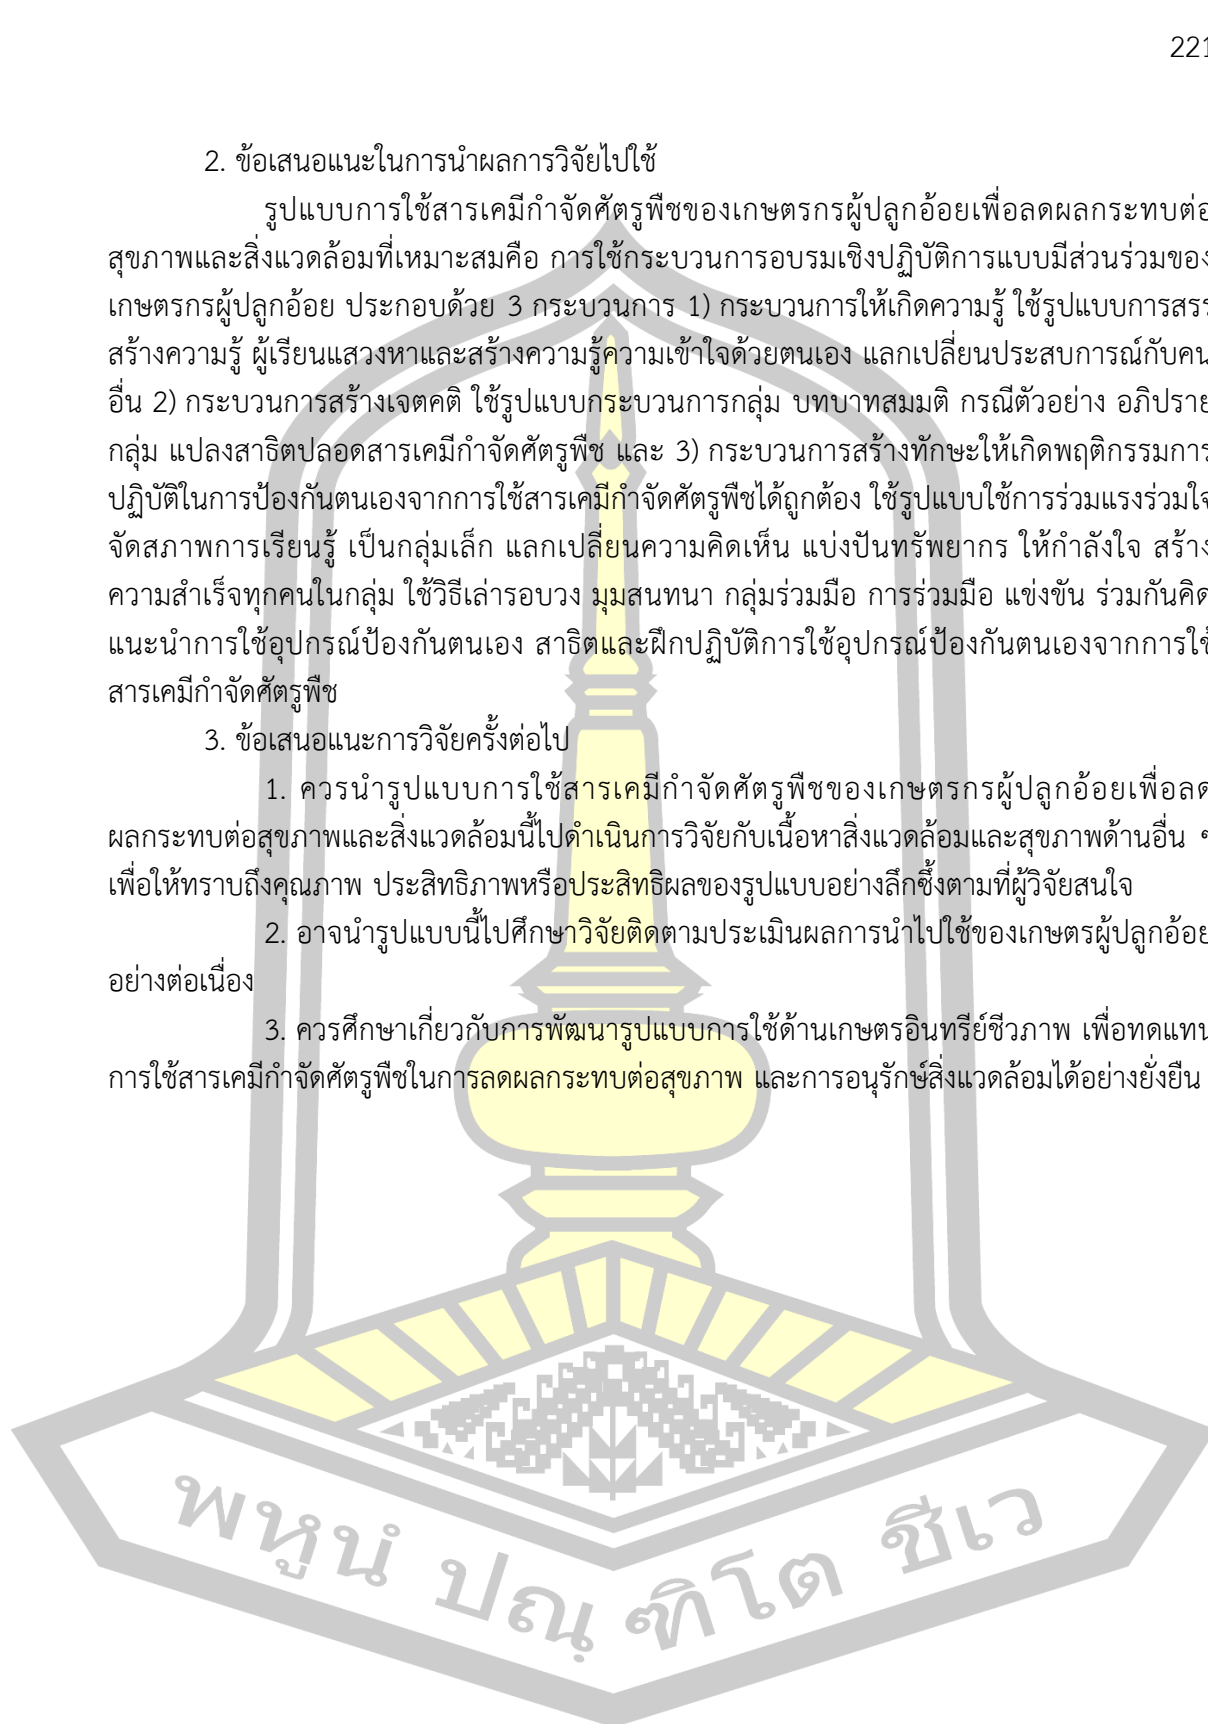 221
2. ข้อเสนอแนะในการนำผลการวิจัยไปใช้
รูปแบบการใช้สารเคมีกำจัดศัตรูพืชของเกษตรกรผู้ปลูกอ้อยเพื่อลดผลกระทบต่อ
สุขภาพและสิ่งแวดล้อมที่เหมาะสมคือ การใช้กระบวนการอบรมเชิงปฏิบัติการแบบมีส่วนร่วมของ
เกษตรกรผู้ปลูกอ้อย ประกอบด้วย 3 กระบวนการ 1) กระบวนการให้เกิดความรู้ ใช้รูปแบบการสรร
สร้างความรู้ ผู้เรียนแสวงหาและสร้างความรู้ความเข้าใจด้วยตนเอง แลกเปลี่ยนประสบการณ์กับคน
อื่น 2) กระบวนการสร้างเจตคติ ใช้รูปแบบกระบวนการกลุ่ม บทบาทสมมติ กรณีตัวอย่าง อภิปราย
กลุ่ม แปลงสาธิตปลอดสารเคมีกำจัดศัตรูพืช และ 3) กระบวนการสร้างทักษะให้เกิดพฤติกรรมการ
ปฏิบัติในการป้องกันตนเองจากการใช้สารเคมีกำจัดศัตรูพืชได้ถูกต้อง ใช้รูปแบบใช้การร่วมแรงร่วมใจ
จัดสภาพการเรียนรู้ เป็นกลุ่มเล็ก แลกเปลี่ยนความคิดเห็น แบ่งปันทรัพยากร ให้กำลังใจ สร้าง
ความสำเร็จทุกคนในกลุ่ม ใช้วิธีเล่ารอบวง มุมสนทนา กลุ่มร่วมมือ การร่วมมือ แข่งขัน ร่วมกันคิด
แนะนำการใช้อุปกรณ์ป้องกันตนเอง สาธิตและฝึกปฏิบัติการใช้อุปกรณ์ป้องกันตนเองจากการใช้
สารเคมีกำจัดศัตรูพืช
3. ข้อเสนอแนะการวิจัยครั้งต่อไป
1. ควรนำรูปแบบการใช้สารเคมีกำจัดศัตรูพืชของเกษตรกรผู้ปลูกอ้อยเพื่อลด
ผลกระทบต่อสุขภาพและสิ่งแวดล้อมนี้ไปดำเนินการวิจัยกับเนื้อหาสิ่งแวดล้อมและสุขภาพด้านอื่น ๆ
เพื่อให้ทราบถึงคุณภาพ ประสิทธิภาพหรือประสิทธิผลของรูปแบบอย่างลึกซึ้งตามที่ผู้วิจัยสนใจ
2. อาจนำรูปแบบนี้ไปศึกษาวิจัยติดตามประเมินผลการนำไปใช้ของเกษตรผู้ปลูกอ้อย
อย่างต่อเนื่อง
3. ควรศึกษาเกี่ยวกับการพัฒนารูปแบบการใช้ด้านเกษตรอินทรีย์ชีวภาพ เพื่อทดแทน
การใช้สารเคมีกำจัดศัตรูพืชในการลดผลกระทบต่อสุขภาพ และการอนุรักษ์สิ่งแวดล้อมได้อย่างยั่งยืน
พหูนํ ปณฺฑิโต ชีเว